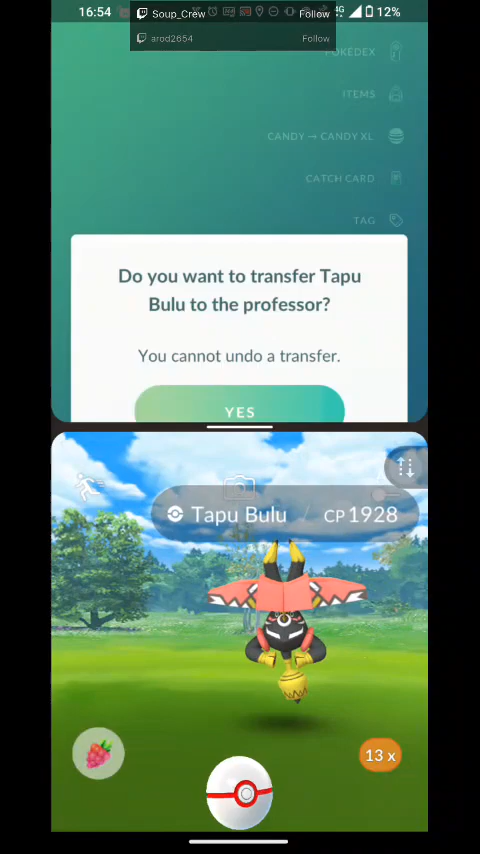 16:54
Soup_Crew
Follow
4G
12%
arod2654
Follow
POKÉDEX
ITEMS
CANDY → CANDY XL
CATCH CARD
TAG
Do you want to transfer Tapu
Bulu to the professor?
You cannot undo a transfer.
YES
Tapu Bulu / CP1928
13 x